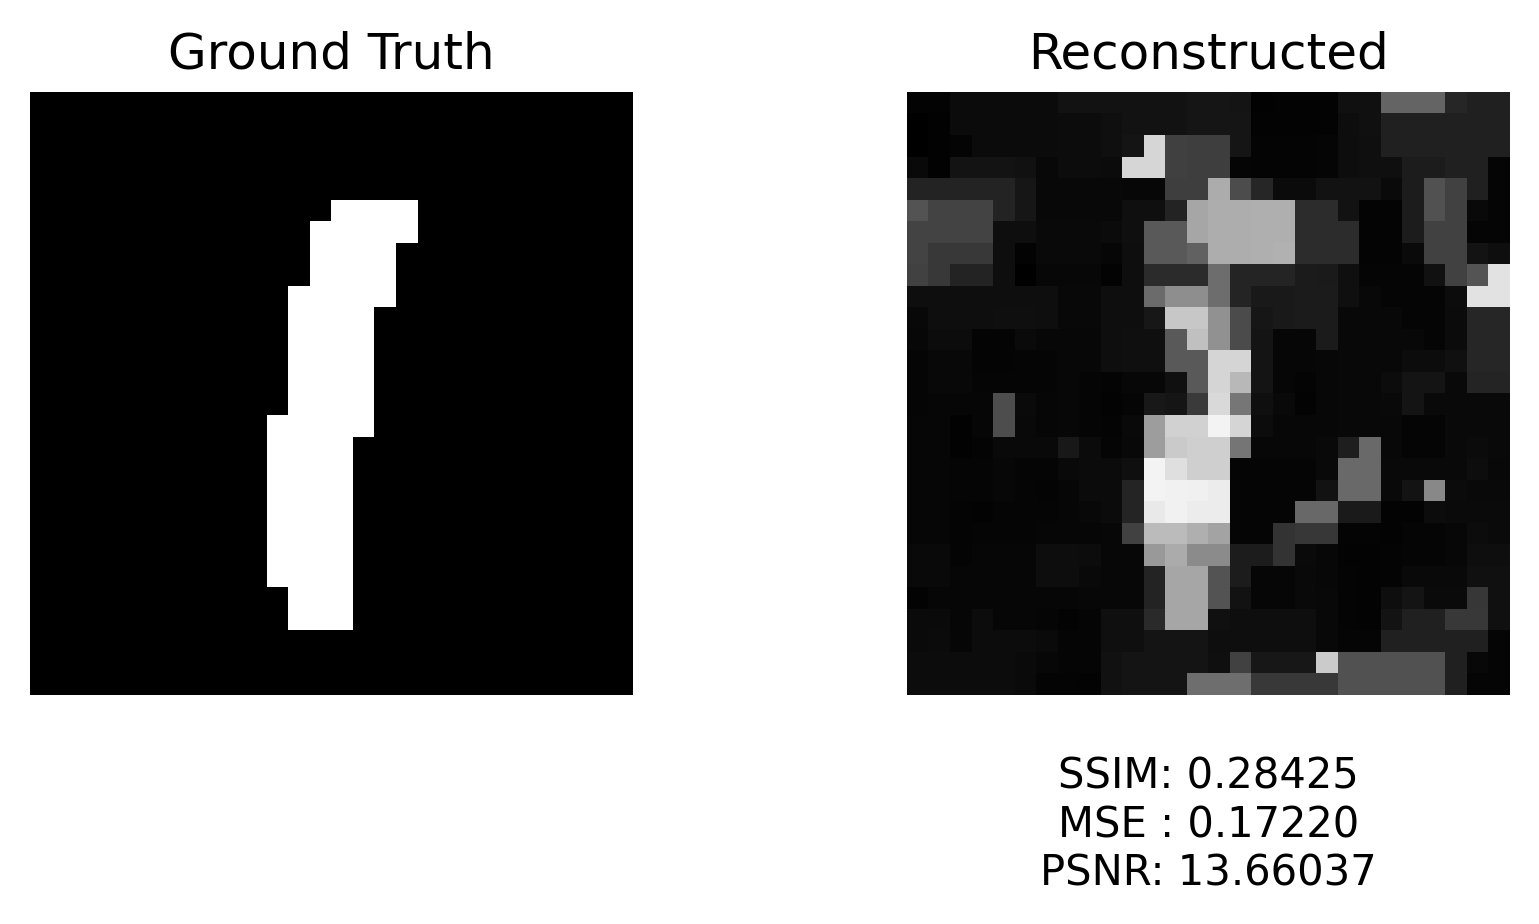 Ground Truth
Reconstructed
SSIM: 0.28425
MSE : 0.17220
PSNR: 13.66037